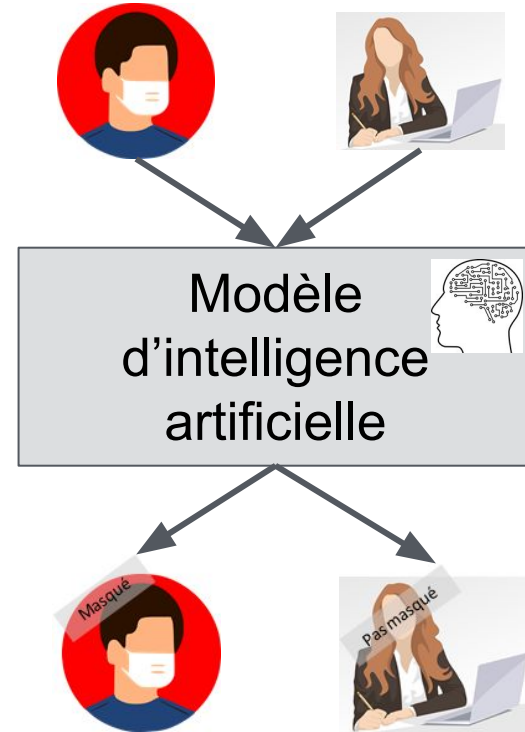 Modèle
d’intelligence
artificielle
Masqué
Pas masqué